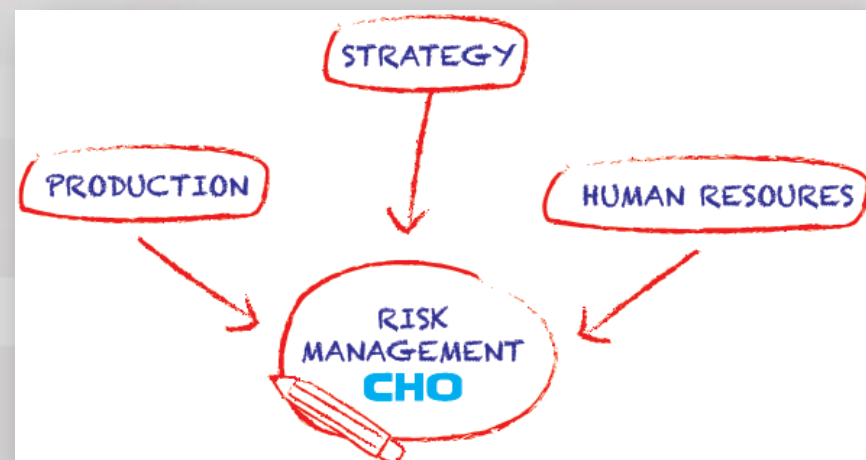 STRATEGY
PRODUCTION
HUMAN RESOURES
RISK
MANAGEMENT
CHO